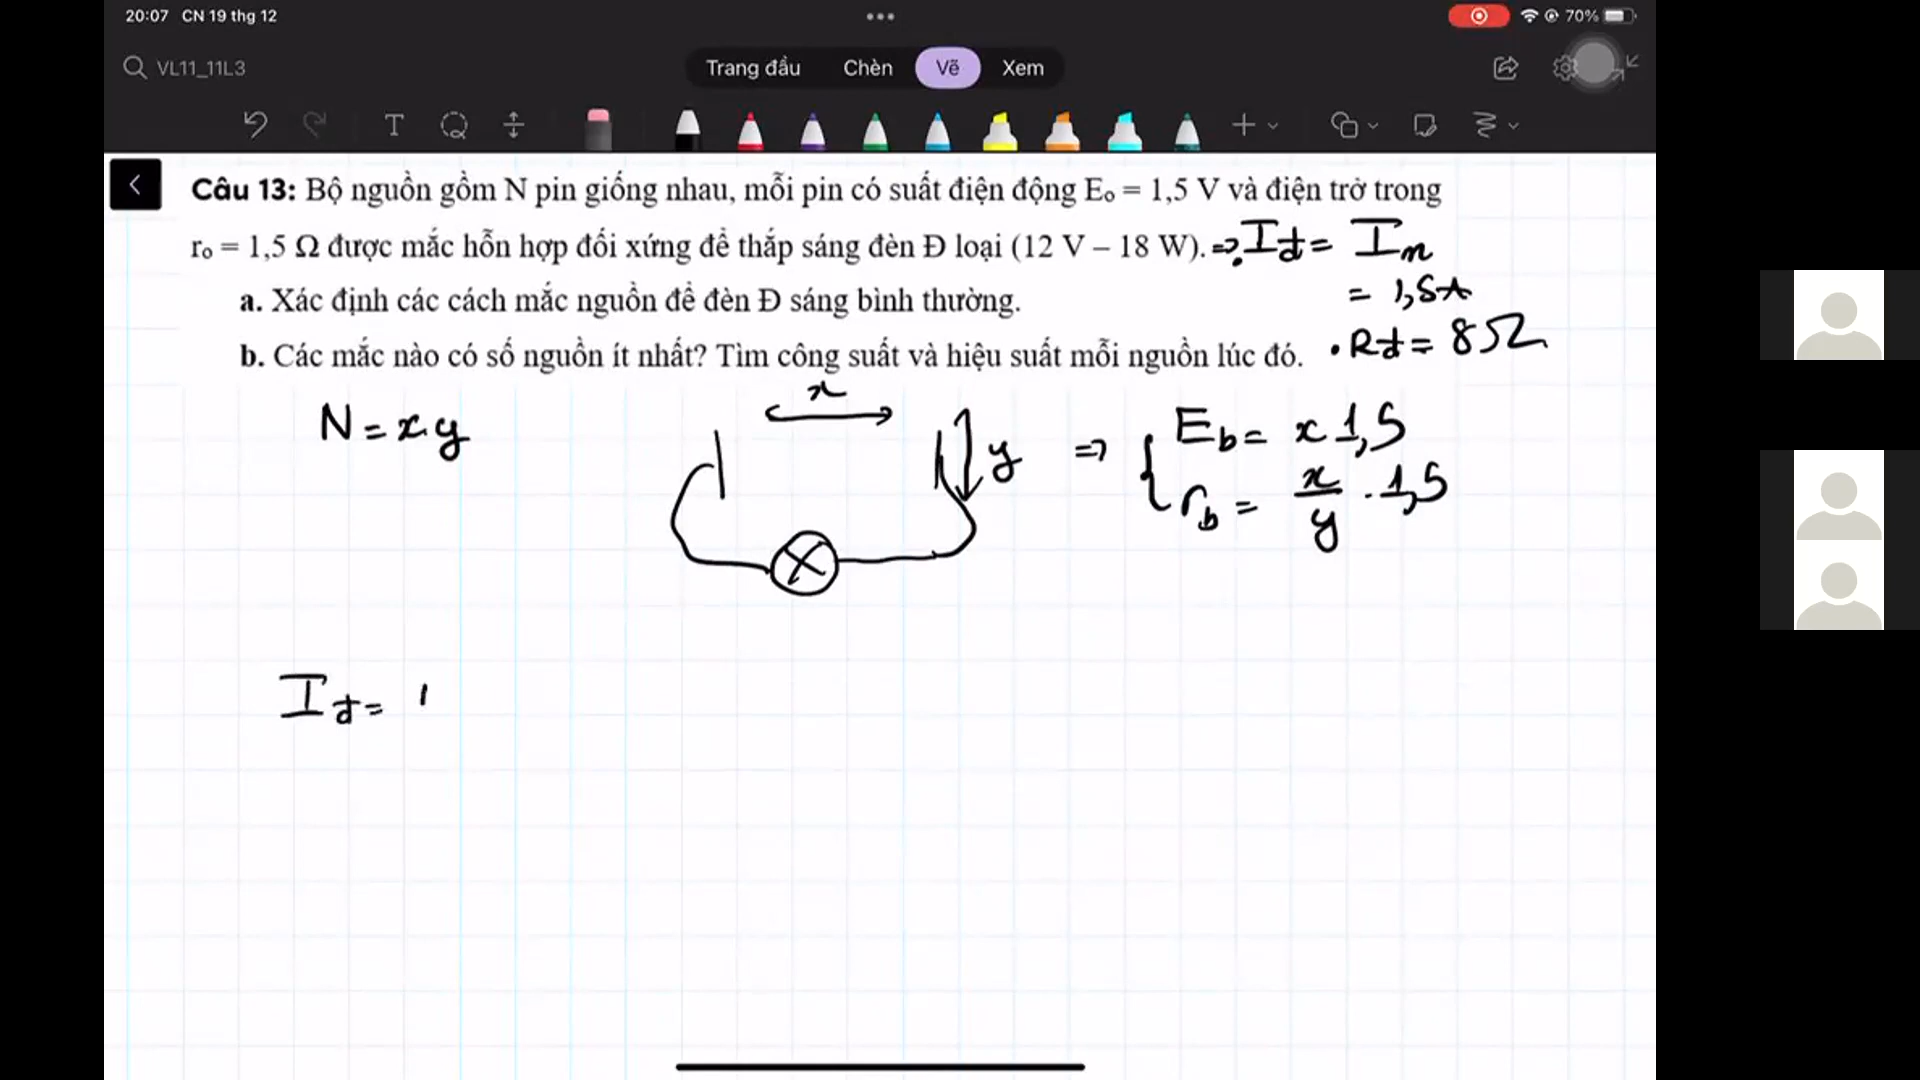 20:07 CN 19 thg 12
70%
VL11_11L3
Trang đầu Chèn Vẽ Xem
Câu 13: Bộ nguồn gồm N pin giống nhau, mỗi pin có suất điện động E₀ = 1,5 V và điện trở trong
r₀ = 1,5 Ω được mắc hỗn hợp đối xứng để thắp sáng đèn Đ loại (12 V – 18 W). ⇒ • Iđ = In
= 1,5A
a. Xác định các cách mắc nguồn để đèn Đ sáng bình thường.
b. Các mắc nào có số nguồn ít nhất? Tìm công suất và hiệu suất mỗi nguồn lúc đó. • Rđ = 8Ω
N = xy
x
y ⇒ { Eb = x 1,5
rb = x/y . 1,5
Iđ =